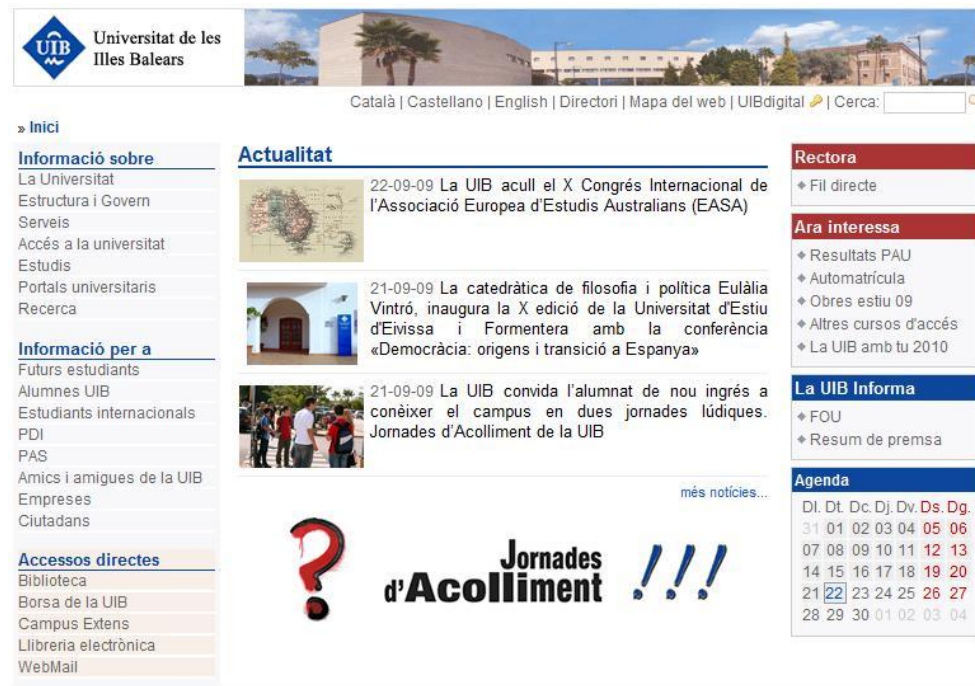 UIB
Universitat de les
Illes Balears
Català | Castellano | English | Directori | Mapa del web | UIBdigital | Cerca:
» Inici
Informació sobre
La Universitat
Estructura i Govern
Serveis
Accés a la universitat
Estudis
Portals universitaris
Recerca
Informació per a
Futurs estudiants
Alumnes UIB
Estudiants internacionals
PDI
PAS
Amics i amigues de la UIB
Empreses
Ciutadans
Accessos directes
Biblioteca
Borsa de la UIB
Campus Extens
Llibreria electrònica
WebMail
Actualitat
22-09-09 La UIB acull el X Congrés Internacional de
l'Associació Europea d'Estudis Australians (EASA)
21-09-09 La catedràtica de filosofia i política Eulàlia
Vintró, inaugura la X edició de la Universitat d'Estiu
d'Eivissa i Formentera amb la conferència
«Democràcia: origens i transició a Espanya»
21-09-09 La UIB convida l'alumnat de nou ingrés a
conèixer el campus en dues jornades lúdiques.
Jornades d'Acolliment de la UIB
més notícies...
? Jornades
d'Acolliment !!!
Rectora
Fil directe
Ara interessa
Resultats PAU
Automatrícula
Obres estiu 09
Altres cursos d'accés
La UIB amb tu 2010
La UIB Informa
FOU
Resum de premsa
Agenda
Dl. Dt. Dc. Dj. Dv. Ds. Dg.
31 01 02 03 04 05 06
07 08 09 10 11 12 13
14 15 16 17 18 19 20
21 22 23 24 25 26 27
28 29 30 01 02 03 04